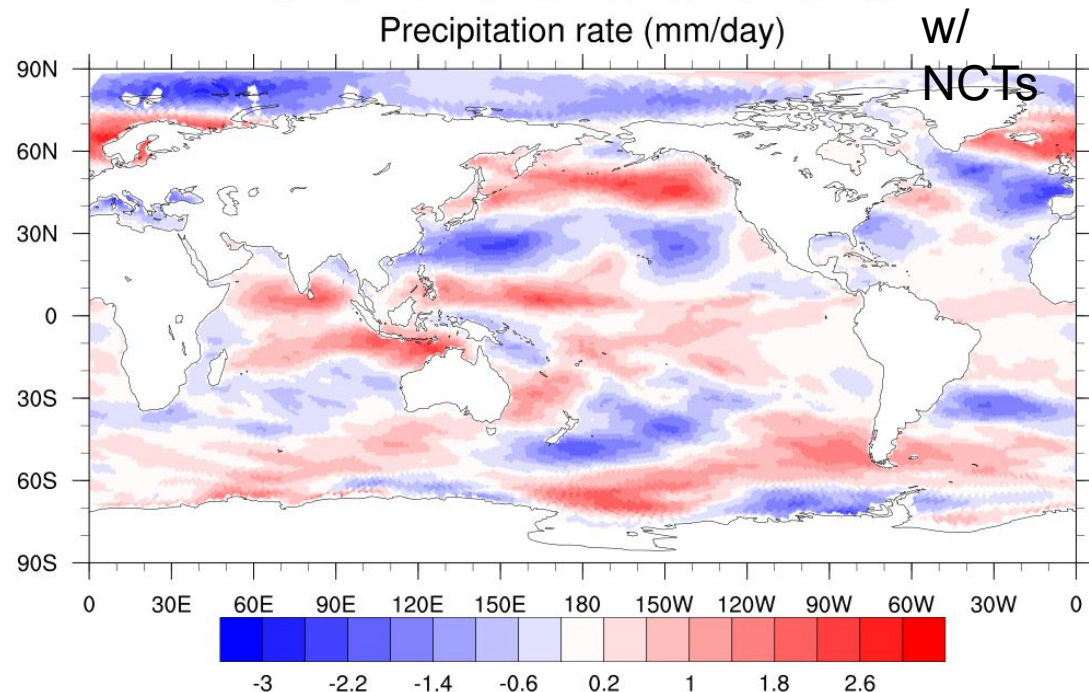 Precipitation rate (mm/day)
w/
NCTs
90N
60N
30N
0
30S
60S
90S
0 30E 60E 90E 120E 150E 180 150W 120W 90W 60W 30W 0
-3 -2.2 -1.4 -0.6 0.2 1 1.8 2.6